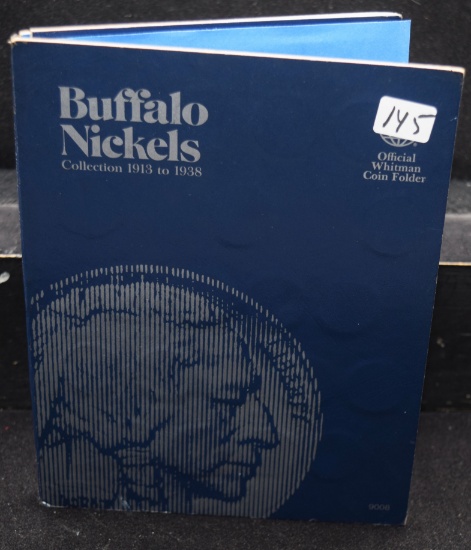 Buffalo
Nickels
Collection 1913 to 1938
145
Official
Whitman
Coin Folder
9008